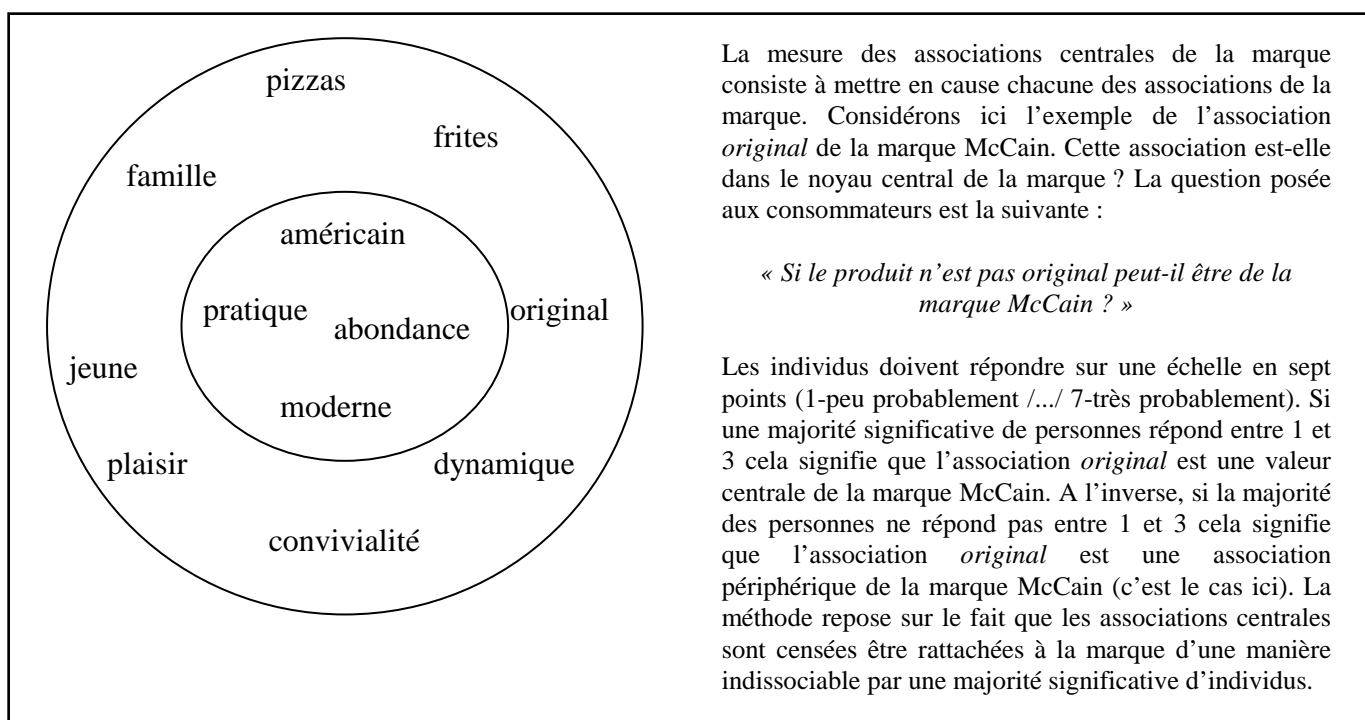 pizzas
frites
famille
américain
pratique
abondance
original
jeune
moderne
plaisir
dynamique
convivialité
La mesure des associations centrales de la marque
consiste à mettre en cause chacune des associations de la
marque. Considérons ici l’exemple de l’association
original de la marque McCain. Cette association est-elle
dans le noyau central de la marque ? La question posée
aux consommateurs est la suivante :
« Si le produit n’est pas original peut-il être de la
marque McCain ? »
Les individus doivent répondre sur une échelle en sept
points (1-peu probablement /.../ 7-très probablement). Si
une majorité significative de personnes répond entre 1 et
3 cela signifie que l’association original est une valeur
centrale de la marque McCain. A l’inverse, si la majorité
des personnes ne répond pas entre 1 et 3 cela signifie
que l’association original est une association
périphérique de la marque McCain (c’est le cas ici). La
méthode repose sur le fait que les associations centrales
sont censées être rattachées à la marque d’une manière
indissociable par une majorité significative d’individus.